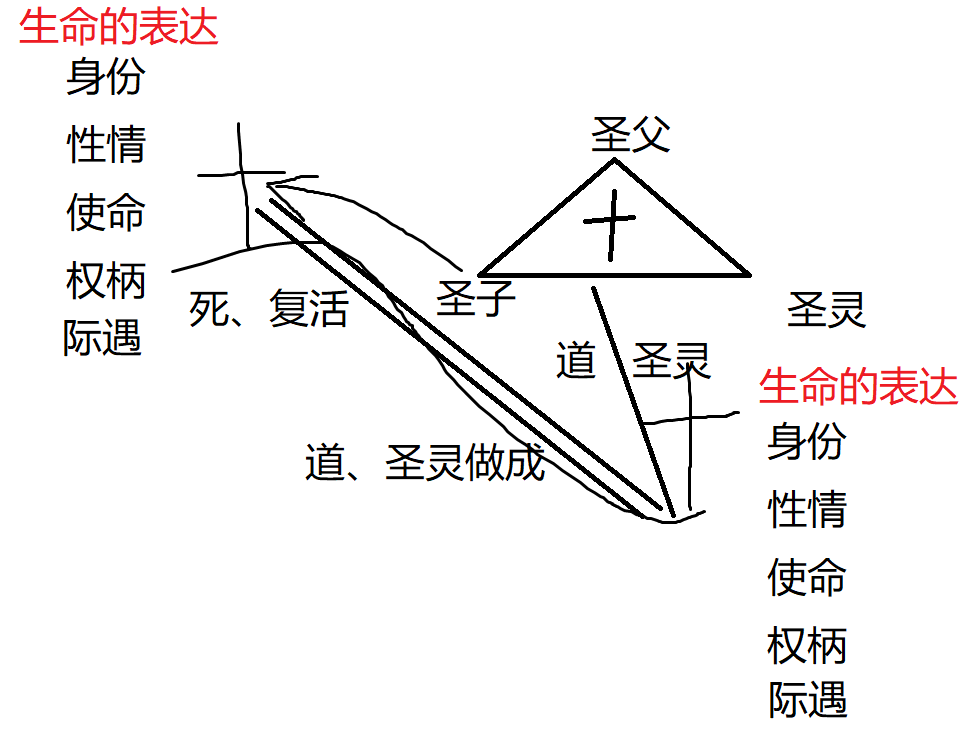 生命的表达
身份
性情
使命
权柄
际遇
死、复活
圣父
圣子
圣灵
道
圣灵
道、圣灵做成
生命的表达
身份
性情
使命
权柄
际遇